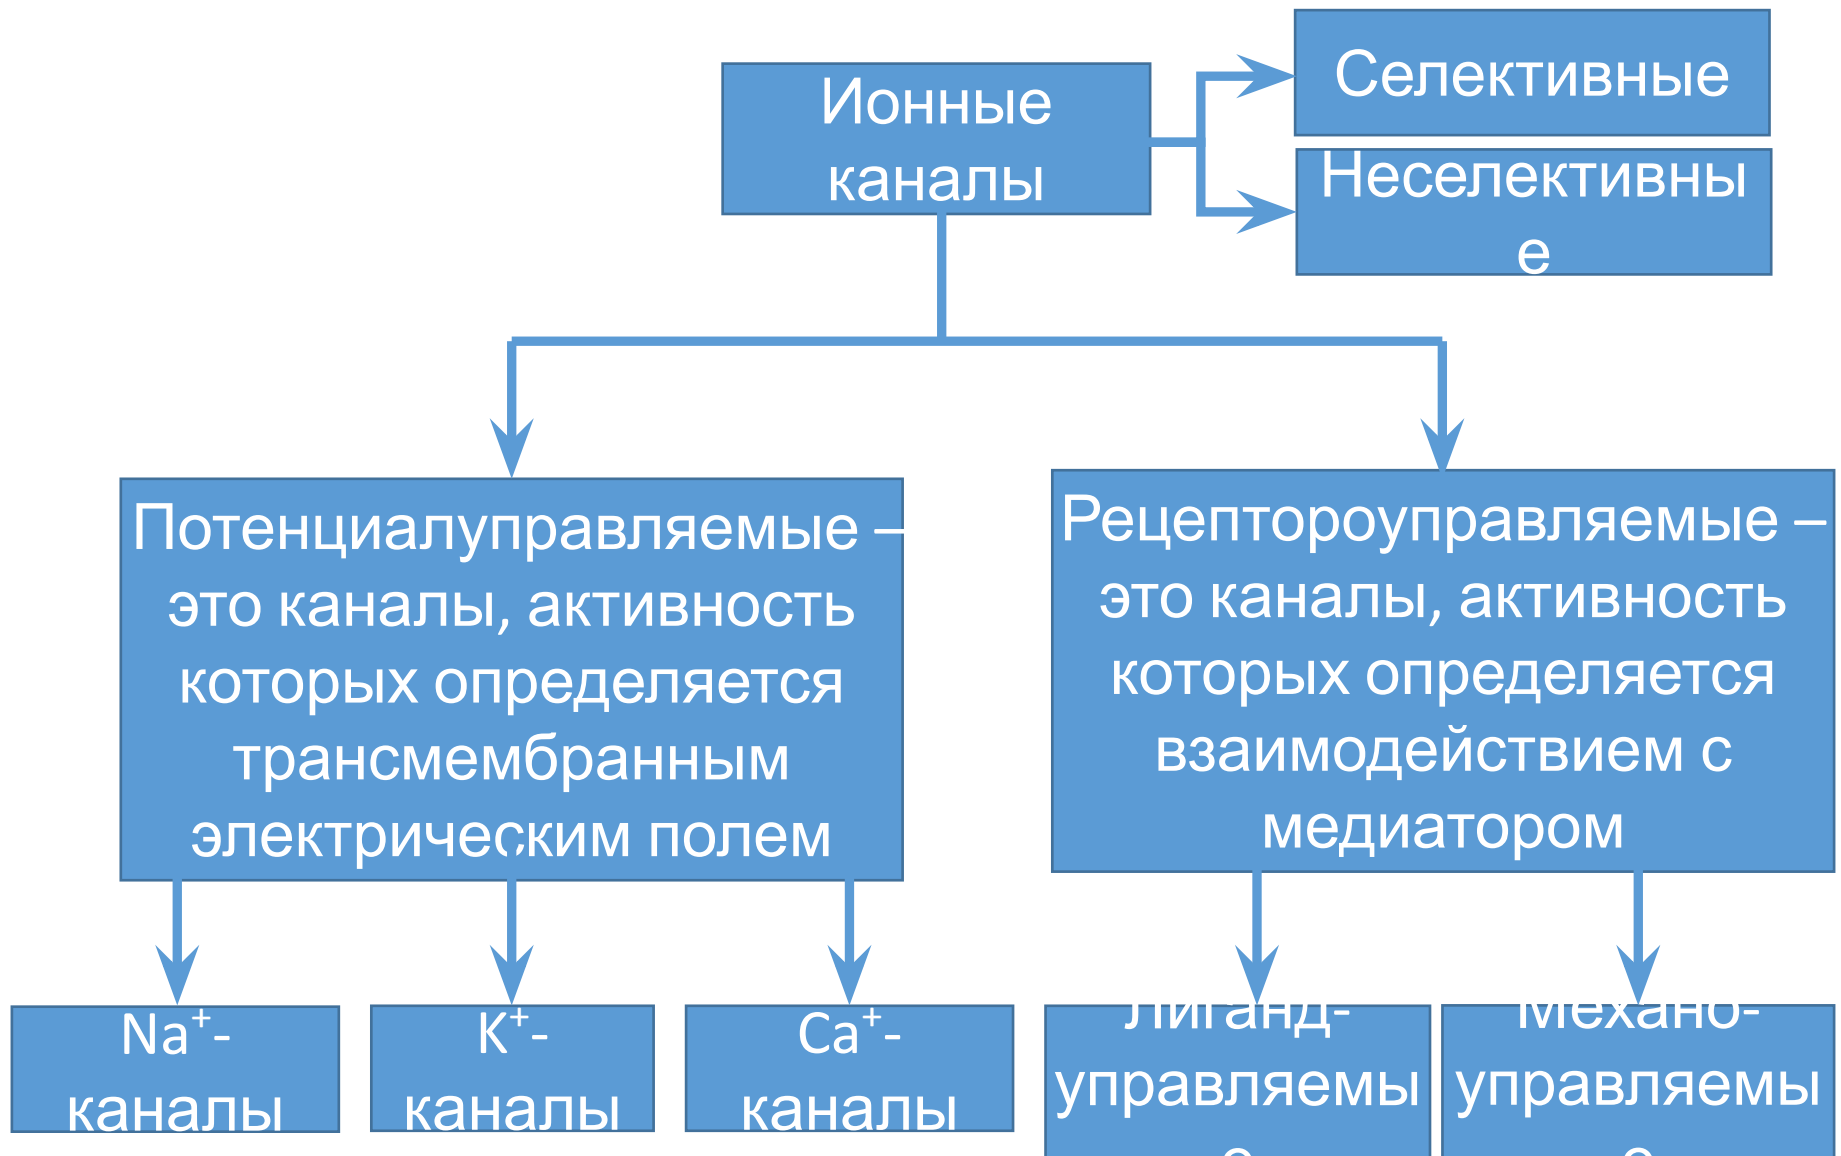 Ионные
каналы
Селективные
Неселективны
е
Потенциалуправляемые –
это каналы, активность
которых определяется
трансмембранным
электрическим полем
Рецептороуправляемые –
это каналы, активность
которых определяется
взаимодействием с
медиатором
Na⁺-
каналы
K⁺-
каналы
Ca⁺-
каналы
Лиганд-
управляемы
е
Механо-
управляемы
е